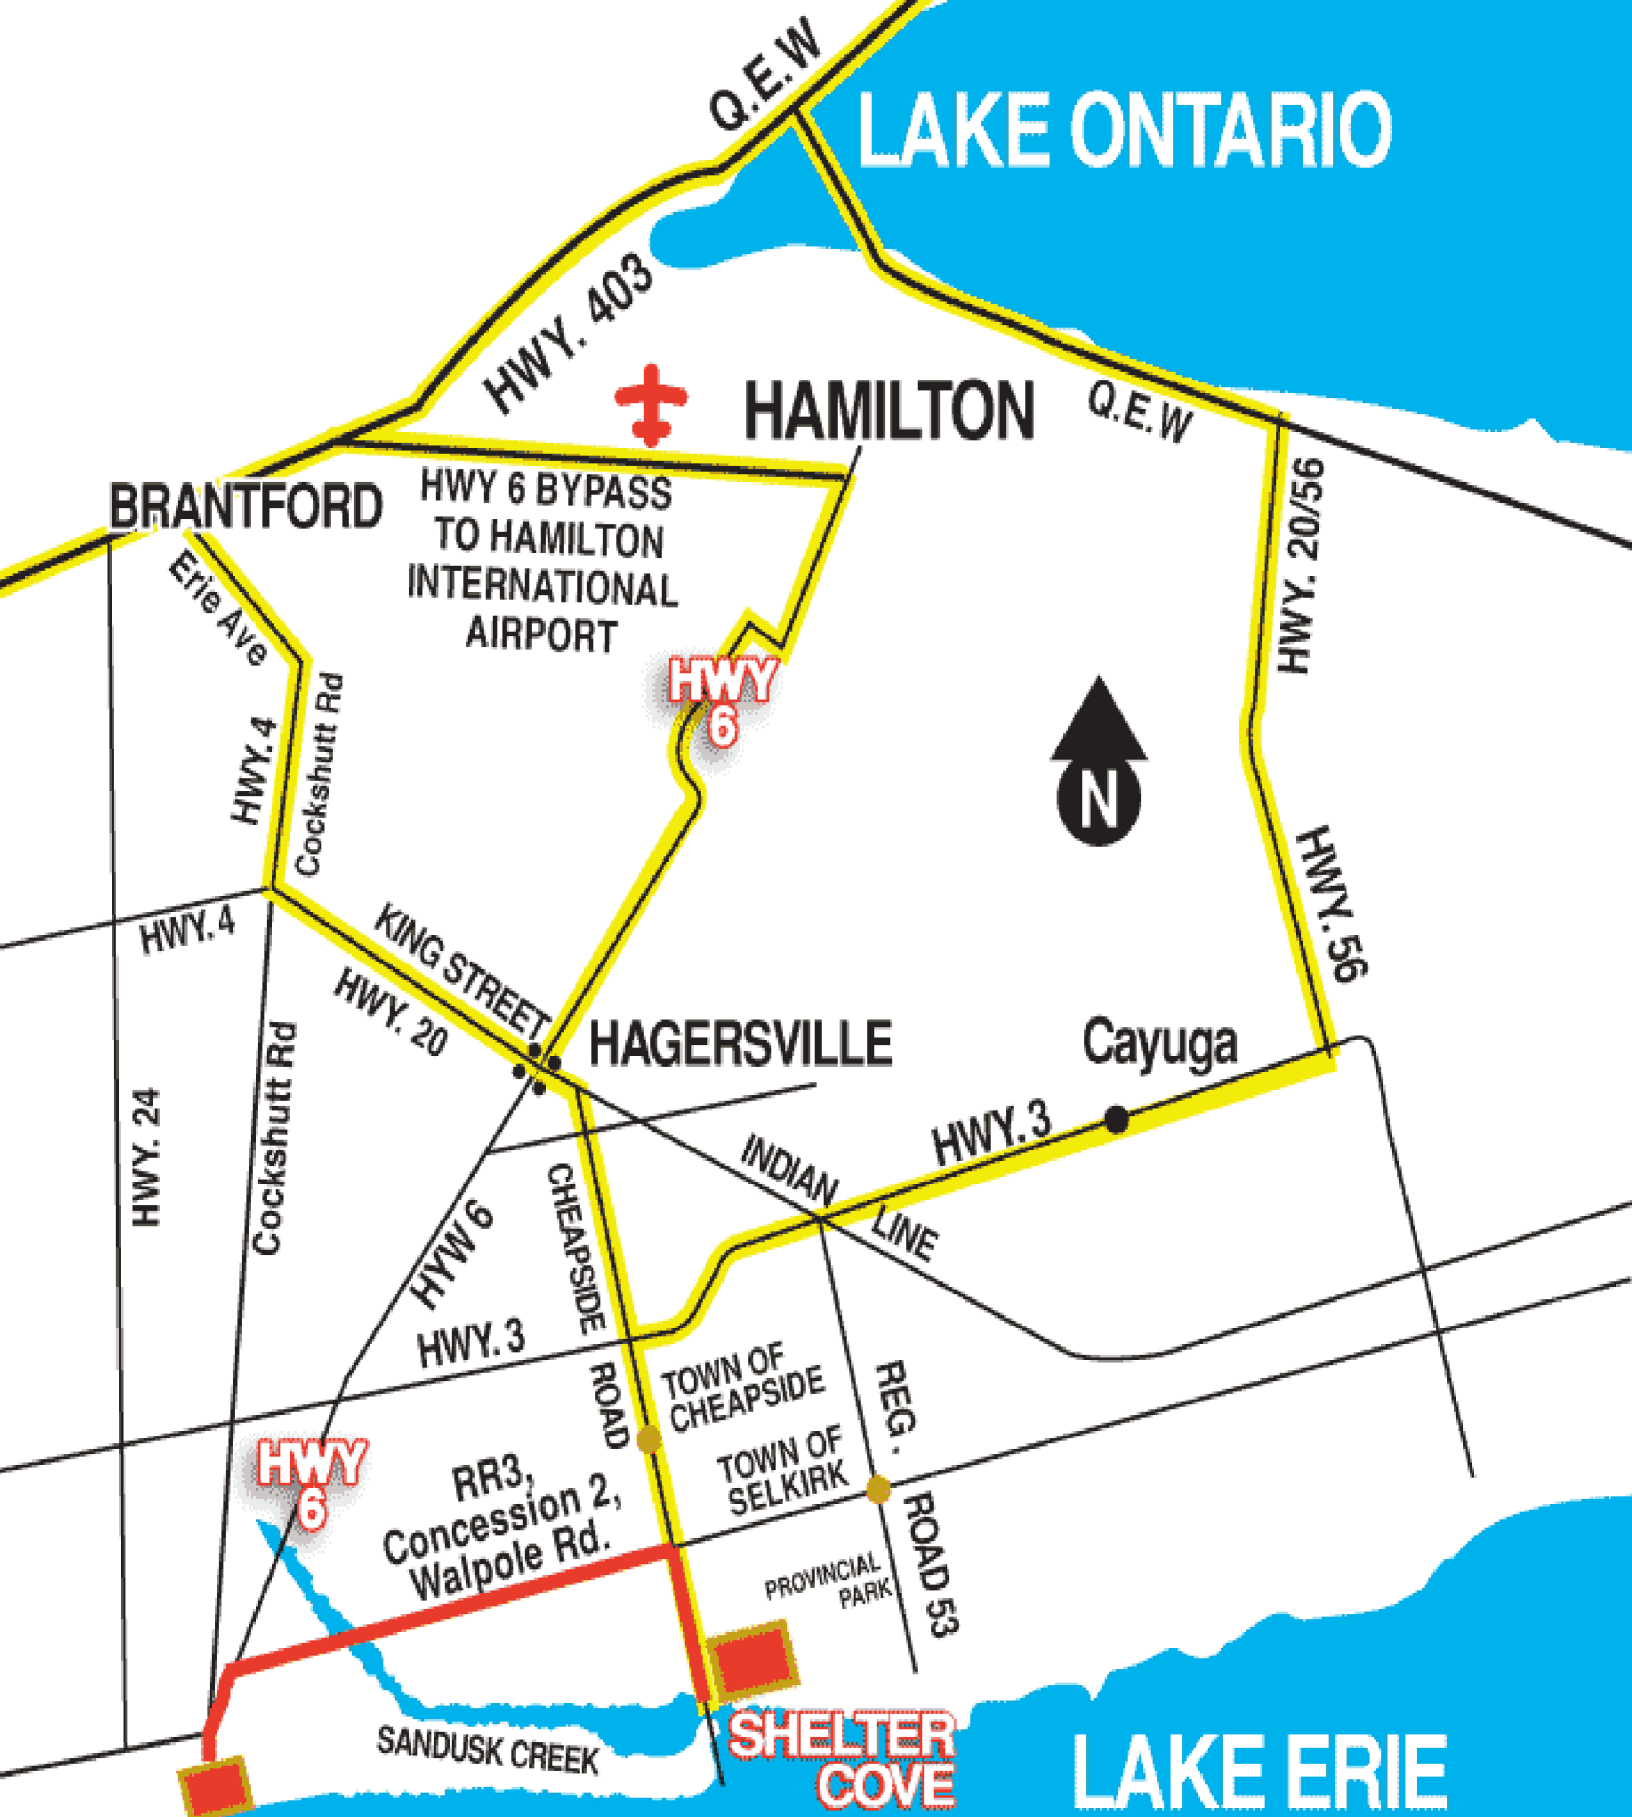 Q.E.W
LAKE ONTARIO
HWY. 403
HAMILTON
Q.E.W
BRANTFORD
HWY 6 BYPASS
TO HAMILTON
INTERNATIONAL
AIRPORT
HWY. 20/56
Erie Ave
HWY
6
HWY. 4
Cockshutt Rd
N
HWY. 56
HWY. 4
KING STREET
HWY. 20
HAGERSVILLE
Cayuga
HWY. 24
Cockshutt Rd
HWY. 3
INDIAN
LINE
CHEAPSIDE
ROAD
HYW 6
HWY. 3
TOWN OF
CHEAPSIDE
REG.
ROAD 53
TOWN OF
SELKIRK
HWY
6
RR3,
Concession 2,
Walpole Rd.
PROVINCIAL
PARK
SANDUSK CREEK
SHELTER
COVE
LAKE ERIE